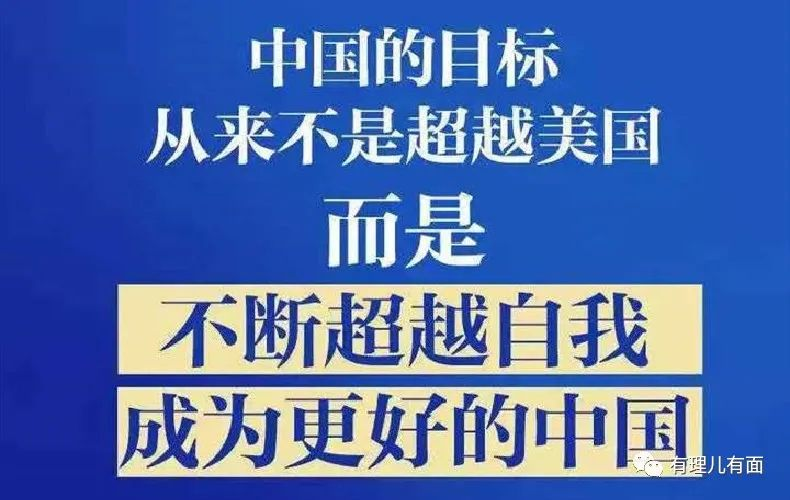 中国的目标
从来不是超越美国
而是
不断超越自我
成为更好的中国
有理儿有面